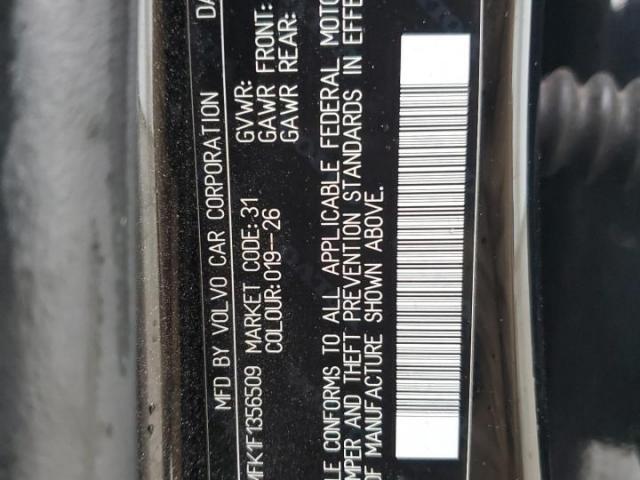 MFD BY VOLVO CAR CORPORATION DA
MFK1F1356509 MARKET CODE:31 GVWR:
COLOUR:019--26 GAWR FRONT:
GAWR REAR:
LE CONFORMS TO ALL APPLICABLE FEDERAL MOTO
MPER AND THEFT PREVENTION STANDARDS IN EFFE
OF MANUFACTURE SHOWN ABOVE.